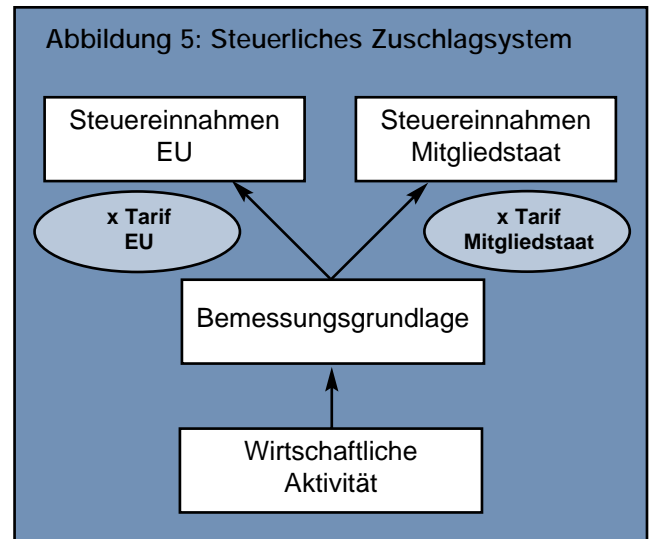 Abbildung 5: Steuerliches Zuschlagsystem
Steuereinnahmen
EU
Steuereinnahmen
Mitgliedstaat
x Tarif
EU
x Tarif
Mitgliedstaat
Bemessungsgrundlage
Wirtschaftliche
Aktivität